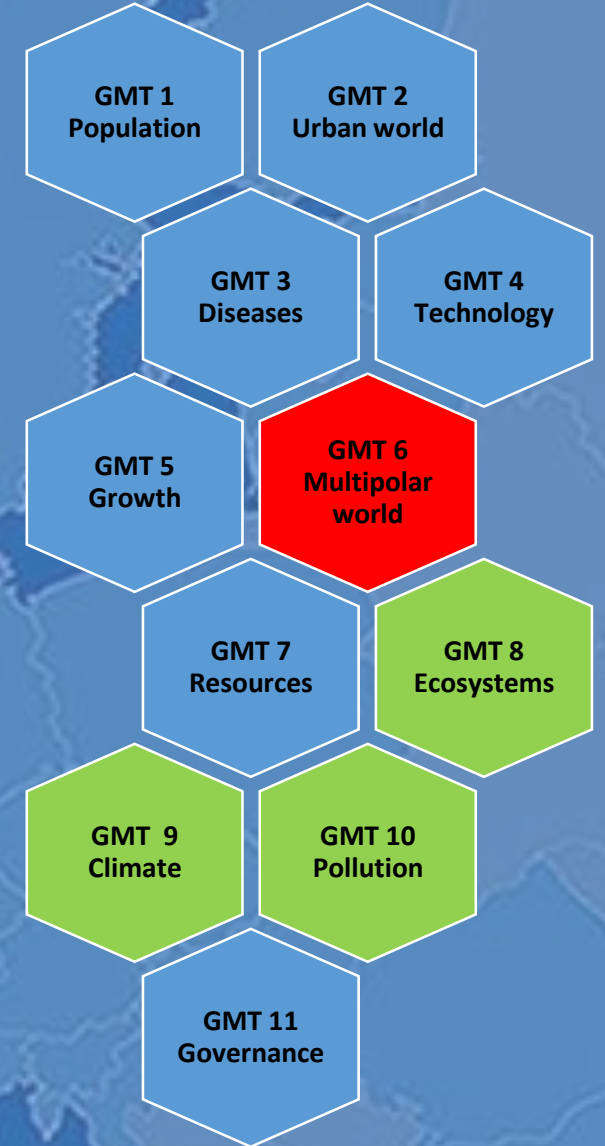 GMT 1
Population
GMT 2
Urban world
GMT 3
Diseases
GMT 4
Technology
GMT 5
Growth
GMT 6
Multipolar
world
GMT 7
Resources
GMT 8
Ecosystems
GMT 9
Climate
GMT 10
Pollution
GMT 11
Governance